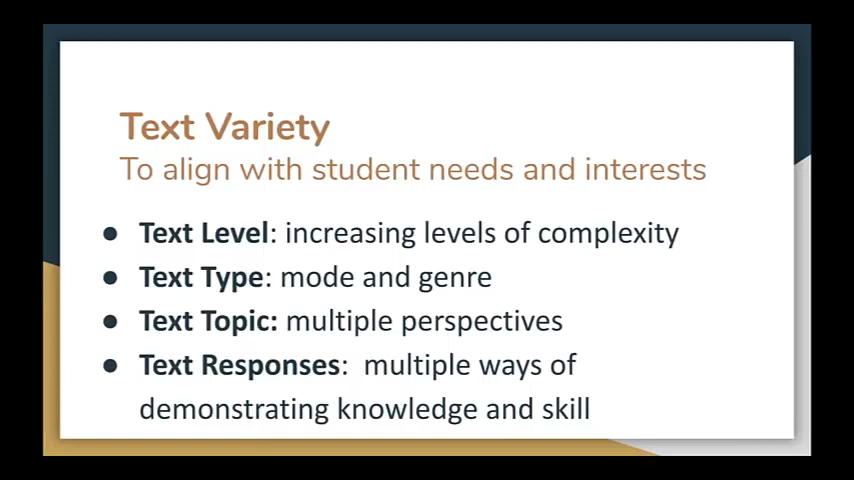 Text Variety
To align with student needs and interests
● Text Level: increasing levels of complexity
● Text Type: mode and genre
● Text Topic: multiple perspectives
● Text Responses:  multiple ways of
demonstrating knowledge and skill